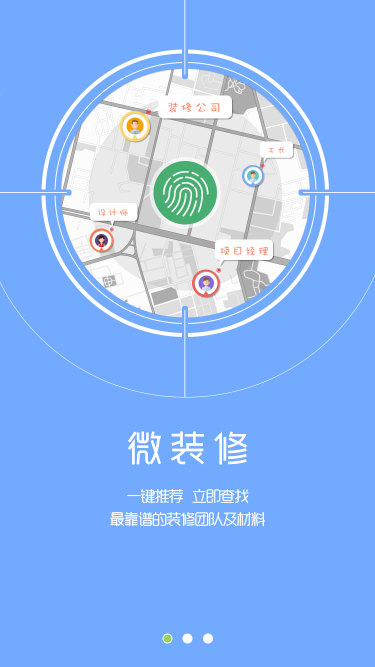 装修公司
工长
设计师
项目经理
微装修
一键推荐 立即查找
最靠谱的装修团队及材料